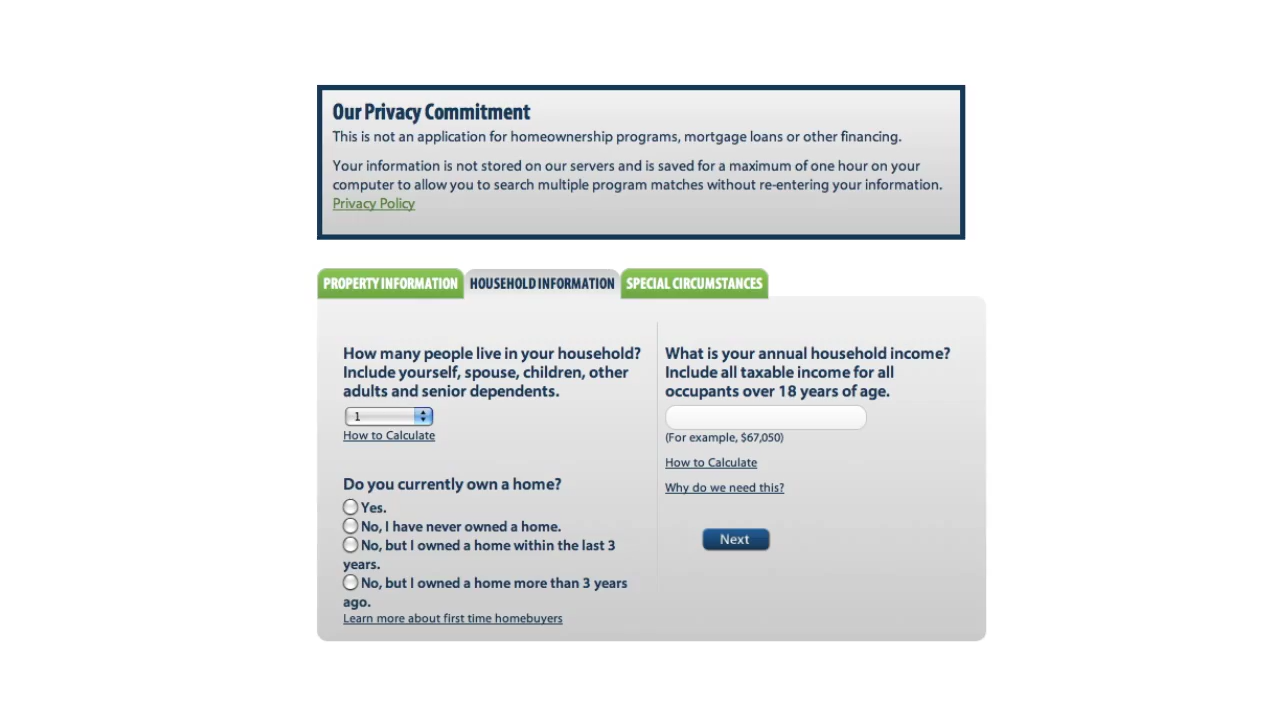 Our Privacy Commitment
This is not an application for homeownership programs, mortgage loans or other financing.
Your information is not stored on our servers and is saved for a maximum of one hour on your
computer to allow you to search multiple program matches without re-entering your information.
Privacy Policy
PROPERTY INFORMATION HOUSEHOLD INFORMATION SPECIAL CIRCUMSTANCES
How many people live in your household?
Include yourself, spouse, children, other
adults and senior dependents.
1
How to Calculate
Do you currently own a home?
Yes.
No, I have never owned a home.
No, but I owned a home within the last 3
years.
No, but I owned a home more than 3 years
ago.
Learn more about first time homebuyers
What is your annual household income?
Include all taxable income for all
occupants over 18 years of age.
(For example, $67,050)
How to Calculate
Why do we need this?
Next